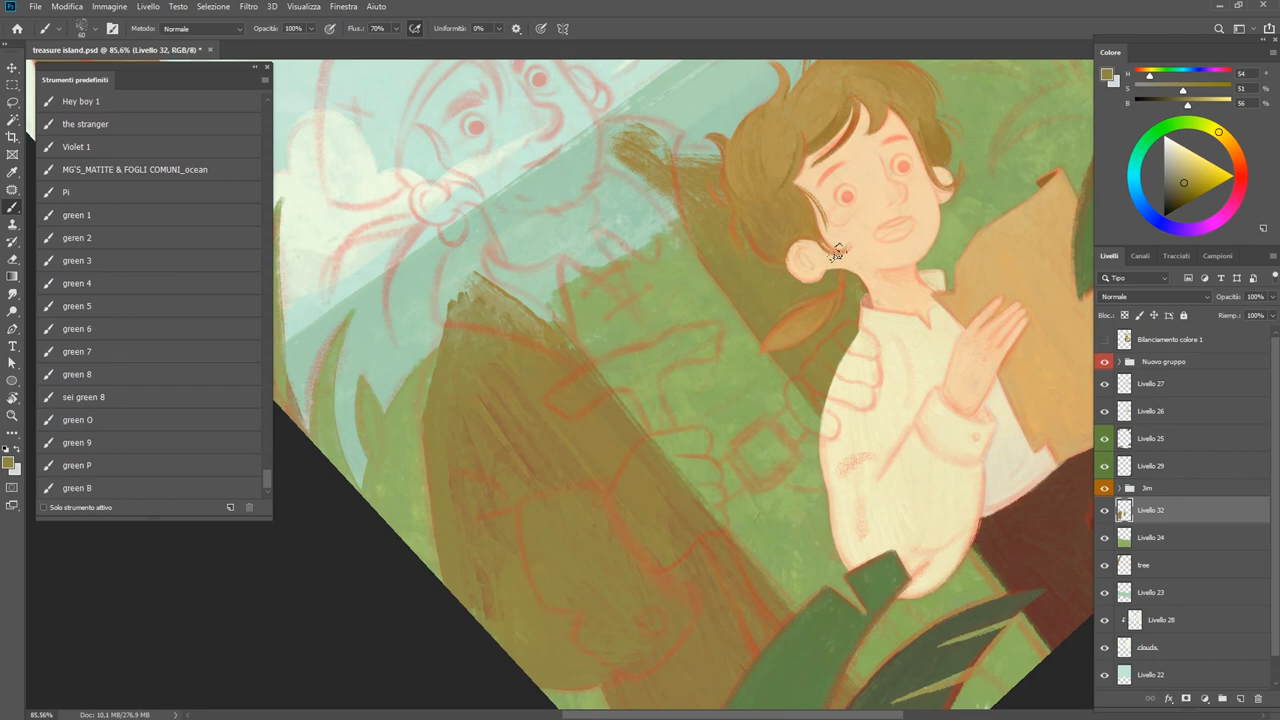 Ps File Modifica Immagine Livello Testo Selezione Filtro 3D Visualizza Finestra Aiuto
60 Metodo: Normale Opacità: 100% Flus.: 70% Uniformità: 0%
treasure island.psd @ 85,6% (Livello 32, RGB/8) * ×
Strumenti predefiniti
Hey boy 1
the stranger
Violet 1
MG'S_MATITE & FOGLI COMUNI_ocean
Pi
green 1
geren 2
green 3
green 4
green 5
green 6
green 7
green 8
sei green 8
green O
green 9
green P
green B
Solo strumento attivo
Colore
H 54 °
S 51 %
B 56 %
Livelli Canali Tracciati Campioni
Tipo
Normale Opacità: 100%
Bloc.: Riemp.: 100%
Bilanciamento colore 1
Nuovo gruppo
Livello 27
Livello 26
Livello 25
Livello 29
Jim
Livello 32
Livello 24
tree
Livello 23
Livello 28
clouds
Livello 22
fx
85,56% Doc: 10,1 MB/276,9 MB